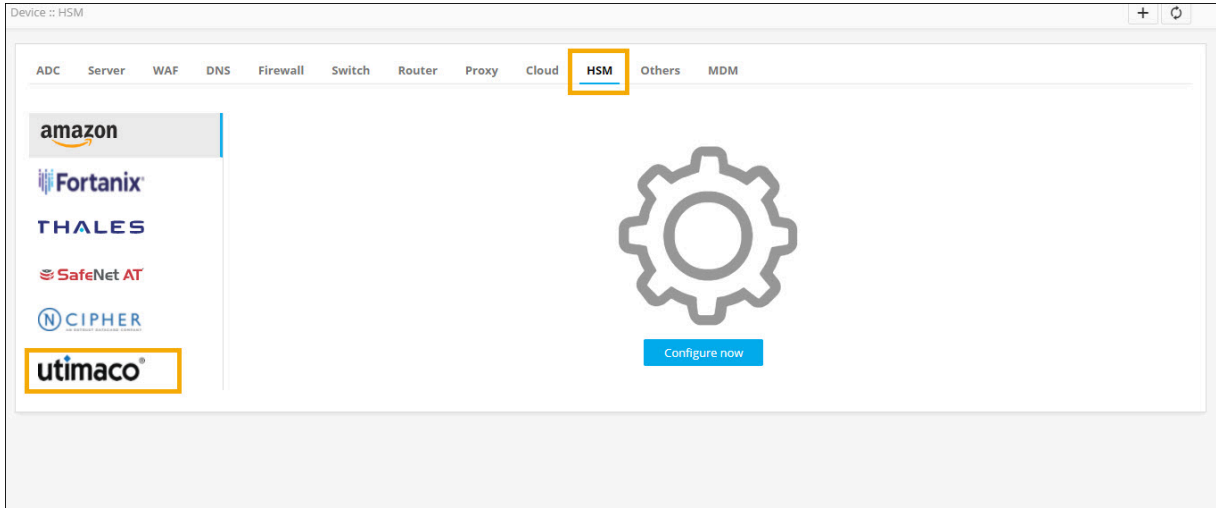 Device :: HSM
+
ADC Server WAF DNS Firewall Switch Router Proxy Cloud HSM Others MDM
amazon
Fortanix
THALES
SafeNet AT
NCIPHER
utimaco®
Configure now